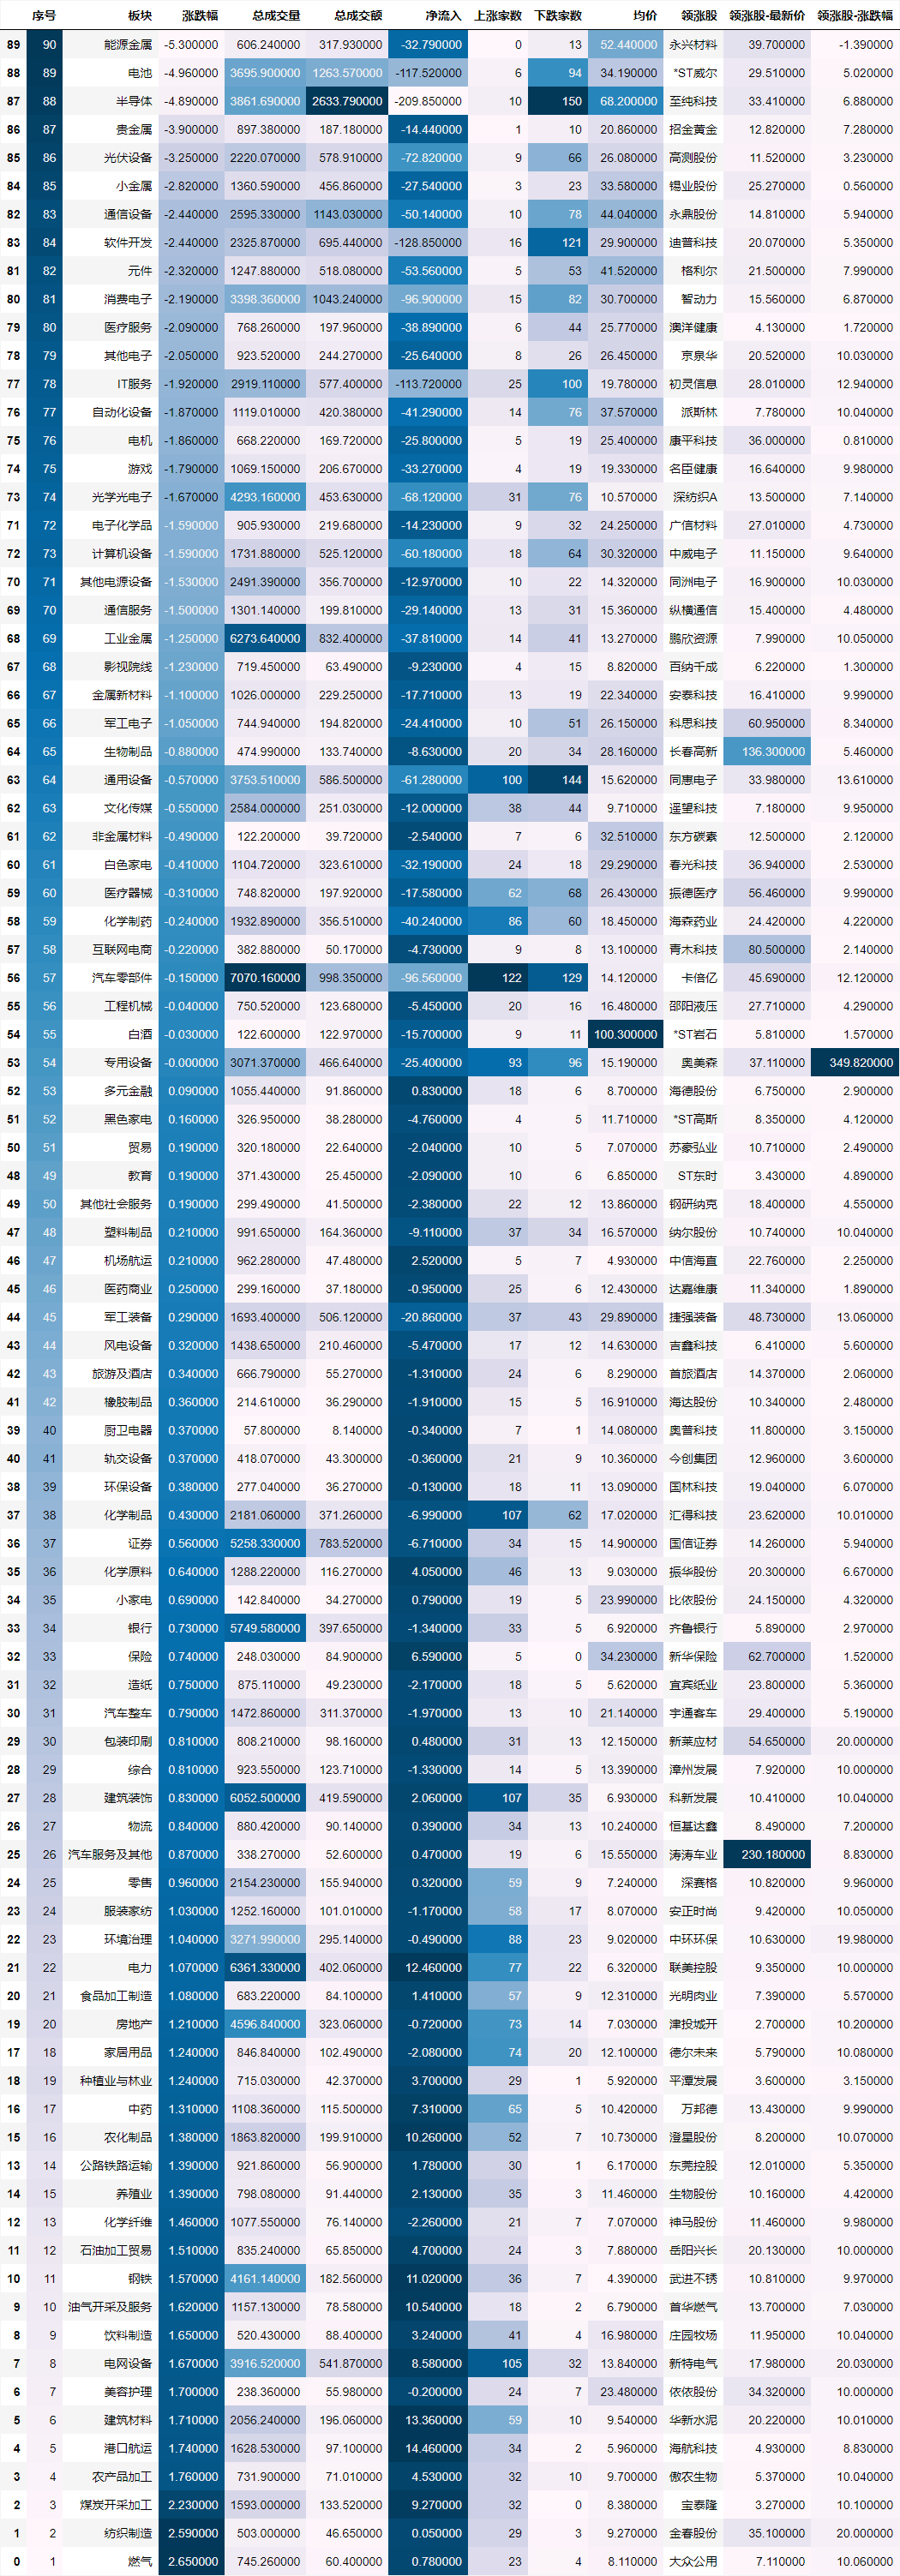 序号 板块 涨跌幅 总成交量 总成交额 净流入 上涨家数 下跌家数 均价 领涨股 领涨股-最新价 领涨股-涨跌幅
89 90 能源金属 -5.300000 606.240000 317.930000 -32.790000 0 13 52.440000 永兴材料 39.700000 -1.390000
88 89 电池 -4.960000 3695.900000 1263.570000 -117.520000 6 94 34.190000 *ST威尔 29.510000 5.020000
87 88 半导体 -4.890000 3861.690000 2633.790000 -209.850000 10 150 68.200000 至纯科技 33.410000 6.880000
86 87 贵金属 -3.900000 897.380000 187.180000 -14.440000 1 10 20.860000 招金黄金 12.820000 7.280000
85 86 光伏设备 -3.250000 2220.070000 578.910000 -72.820000 9 66 26.080000 高测股份 11.520000 3.230000
84 85 小金属 -2.820000 1360.590000 456.860000 -27.540000 3 23 33.580000 锡业股份 25.270000 0.560000
82 83 通信设备 -2.440000 2595.330000 1143.030000 -50.140000 10 78 44.040000 永鼎股份 14.810000 5.940000
83 84 软件开发 -2.440000 2325.870000 695.440000 -128.850000 16 121 29.900000 迪普科技 20.070000 5.350000
81 82 元件 -2.320000 1247.880000 518.080000 -53.560000 5 53 41.520000 格利尔 21.500000 7.990000
80 81 消费电子 -2.190000 3398.360000 1043.240000 -96.900000 15 82 30.700000 智动力 15.560000 6.870000
79 80 医疗服务 -2.090000 768.260000 197.960000 -38.890000 6 44 25.770000 澳洋健康 4.130000 1.720000
78 79 其他电子 -2.050000 923.520000 244.270000 -25.640000 8 26 26.450000 京泉华 20.520000 10.030000
77 78 IT服务 -1.920000 2919.110000 577.400000 -113.720000 25 100 19.780000 初灵信息 28.010000 12.940000
76 77 自动化设备 -1.870000 1119.010000 420.380000 -41.290000 14 76 37.570000 派斯林 7.780000 10.040000
75 76 电机 -1.860000 668.220000 169.720000 -25.800000 5 19 25.400000 康平科技 36.000000 0.810000
74 75 游戏 -1.790000 1069.150000 206.670000 -33.270000 4 19 19.330000 名臣健康 16.640000 9.980000
73 74 光学光电子 -1.670000 4293.160000 453.630000 -68.120000 31 76 10.570000 深纺织A 13.500000 7.140000
71 72 电子化学品 -1.590000 905.930000 219.680000 -14.230000 9 32 24.250000 广信材料 27.010000 4.730000
72 73 计算机设备 -1.590000 1731.880000 525.120000 -60.180000 18 64 30.320000 中威电子 11.150000 9.640000
70 71 其他电源设备 -1.530000 2491.390000 356.700000 -12.970000 10 22 14.320000 同洲电子 16.900000 10.030000
69 70 通信服务 -1.500000 1301.140000 199.810000 -29.140000 13 31 15.360000 纵横通信 15.400000 4.480000
68 69 工业金属 -1.250000 6273.640000 832.400000 -37.810000 14 41 13.270000 鹏欣资源 7.990000 10.050000
67 68 影视院线 -1.230000 719.450000 63.490000 -9.230000 4 15 8.820000 百纳千成 6.220000 1.300000
66 67 金属新材料 -1.100000 1026.000000 229.250000 -17.710000 13 19 22.340000 安泰科技 16.410000 9.990000
65 66 军工电子 -1.050000 744.940000 194.820000 -24.410000 10 51 26.150000 科思科技 60.950000 8.340000
64 65 生物制品 -0.880000 474.990000 133.740000 -8.630000 20 34 28.160000 长春高新 136.300000 5.460000
63 64 通用设备 -0.570000 3753.510000 586.500000 -61.280000 100 144 15.620000 同惠电子 33.980000 13.610000
62 63 文化传媒 -0.550000 2584.000000 251.030000 -12.000000 38 44 9.710000 遥望科技 7.180000 9.950000
61 62 非金属材料 -0.490000 122.200000 39.720000 -2.540000 7 6 32.510000 东方碳素 12.500000 2.120000
60 61 白色家电 -0.410000 1104.720000 323.610000 -32.190000 24 18 29.290000 春光科技 36.940000 2.530000
59 60 医疗器械 -0.310000 748.820000 197.920000 -17.580000 62 68 26.430000 振德医疗 56.460000 9.990000
58 59 化学制药 -0.240000 1932.890000 356.510000 -40.240000 86 60 18.450000 海森药业 24.420000 4.220000
57 58 互联网电商 -0.220000 382.880000 50.170000 -4.730000 9 8 13.100000 青木科技 80.500000 2.140000
56 57 汽车零部件 -0.150000 7070.160000 998.350000 -96.560000 122 129 14.120000 卡倍亿 45.690000 12.120000
55 56 工程机械 -0.040000 750.520000 123.680000 -5.450000 20 16 16.480000 邵阳液压 27.710000 4.290000
54 55 白酒 -0.030000 122.600000 122.970000 -15.700000 9 11 100.300000 *ST岩石 5.810000 1.570000
53 54 专用设备 -0.000000 3071.370000 466.640000 -25.400000 93 96 15.190000 奥美森 37.110000 349.820000
52 53 多元金融 0.090000 1055.440000 91.860000 0.830000 18 6 8.700000 海德股份 6.750000 2.900000
51 52 黑色家电 0.160000 326.950000 38.280000 -4.760000 4 5 11.710000 *ST高斯 8.350000 4.120000
50 51 贸易 0.190000 320.180000 22.640000 -2.040000 10 5 7.070000 苏豪弘业 10.710000 2.490000
48 49 教育 0.190000 371.430000 25.450000 -2.090000 10 6 6.850000 ST东时 3.430000 4.890000
49 50 其他社会服务 0.190000 299.490000 41.500000 -2.380000 22 12 13.860000 钢研纳克 18.400000 4.550000
47 48 塑料制品 0.210000 991.650000 164.360000 -9.110000 37 34 16.570000 纳尔股份 10.740000 10.040000
46 47 机场航运 0.210000 962.280000 47.480000 2.520000 5 7 4.930000 中信海直 22.760000 2.250000
45 46 医药商业 0.250000 299.160000 37.180000 -0.950000 25 6 12.430000 达嘉维康 11.340000 1.890000
44 45 军工装备 0.290000 1693.400000 506.120000 -20.860000 37 43 29.890000 捷强装备 48.730000 13.060000
43 44 风电设备 0.320000 1438.650000 210.460000 -5.470000 17 12 14.630000 吉鑫科技 6.410000 5.600000
42 43 旅游及酒店 0.340000 666.790000 55.270000 -1.310000 24 6 8.290000 首旅酒店 14.370000 2.060000
41 42 橡胶制品 0.360000 214.610000 36.290000 -1.910000 15 5 16.910000 海达股份 10.340000 2.480000
39 40 厨卫电器 0.370000 57.800000 8.140000 -0.340000 7 1 14.080000 奥普科技 11.800000 3.150000
40 41 轨交设备 0.370000 418.070000 43.300000 -0.360000 21 9 10.360000 今创集团 12.960000 3.600000
38 39 环保设备 0.380000 277.040000 36.270000 -0.130000 18 11 13.090000 国林科技 19.040000 6.070000
37 38 化学制品 0.430000 2181.060000 371.260000 -6.990000 107 62 17.020000 汇得科技 23.620000 10.010000
36 37 证券 0.560000 5258.330000 783.520000 -6.710000 34 15 14.900000 国信证券 14.260000 5.940000
35 36 化学原料 0.640000 1288.220000 116.270000 4.050000 46 13 9.030000 振华股份 20.300000 6.670000
34 35 小家电 0.690000 142.840000 34.270000 0.790000 19 5 23.990000 比依股份 24.150000 4.320000
33 34 银行 0.730000 5749.580000 397.650000 -1.340000 33 5 6.920000 齐鲁银行 5.890000 2.970000
32 33 保险 0.740000 248.030000 84.900000 6.590000 5 0 34.230000 新华保险 62.700000 1.520000
31 32 造纸 0.750000 875.110000 49.230000 -2.170000 18 5 5.620000 宜宾纸业 23.800000 5.360000
30 31 汽车整车 0.790000 1472.860000 311.370000 -1.970000 13 10 21.140000 宇通客车 29.400000 5.190000
29 30 包装印刷 0.810000 808.210000 98.160000 0.480000 31 13 12.150000 新莱应材 54.650000 20.000000
28 29 综合 0.810000 923.550000 123.710000 -1.330000 14 5 13.390000 漳州发展 7.920000 10.000000
27 28 建筑装饰 0.830000 6052.500000 419.590000 2.060000 107 35 6.930000 科新发展 10.410000 10.040000
26 27 物流 0.840000 880.420000 90.140000 0.390000 34 13 10.240000 恒基达鑫 8.490000 7.200000
25 26 汽车服务及其他 0.870000 338.270000 52.600000 0.470000 19 6 15.550000 涛涛车业 230.180000 8.830000
24 25 零售 0.960000 2154.230000 155.940000 0.320000 59 9 7.240000 深赛格 10.820000 9.960000
23 24 服装家纺 1.030000 1252.160000 101.010000 -1.170000 58 17 8.070000 安正时尚 9.420000 10.050000
22 23 环境治理 1.040000 3271.990000 295.140000 -0.490000 88 23 9.020000 中环环保 10.630000 19.980000
21 22 电力 1.070000 6361.330000 402.060000 12.460000 77 22 6.320000 联美控股 9.350000 10.000000
20 21 食品加工制造 1.080000 683.220000 84.100000 1.410000 57 9 12.310000 光明肉业 7.390000 5.570000
19 20 房地产 1.210000 4596.840000 323.060000 -0.720000 73 14 7.030000 津投城开 2.700000 10.200000
17 18 家居用品 1.240000 846.840000 102.490000 -2.080000 74 20 12.100000 德尔未来 5.790000 10.080000
18 19 种植业与林业 1.240000 715.030000 42.370000 3.700000 29 1 5.920000 平潭发展 3.600000 3.150000
16 17 中药 1.310000 1108.360000 115.500000 7.310000 65 5 10.420000 万邦德 13.430000 9.990000
15 16 农化制品 1.380000 1863.820000 199.910000 10.260000 52 7 10.730000 澄星股份 8.200000 10.070000
13 14 公路铁路运输 1.390000 921.860000 56.900000 1.780000 30 1 6.170000 东莞控股 12.010000 5.350000
14 15 养殖业 1.390000 798.080000 91.440000 2.130000 35 3 11.460000 生物股份 10.160000 4.420000
12 13 化学纤维 1.460000 1077.550000 76.140000 -2.260000 21 7 7.070000 神马股份 11.460000 9.980000
11 12 石油加工贸易 1.510000 835.240000 65.850000 4.700000 24 3 7.880000 岳阳兴长 20.130000 10.000000
10 11 钢铁 1.570000 4161.140000 182.560000 11.020000 36 7 4.390000 武进不锈 10.810000 9.970000
9 10 油气开采及服务 1.620000 1157.130000 78.580000 10.540000 18 2 6.790000 首华燃气 13.700000 7.030000
8 9 饮料制造 1.650000 520.430000 88.400000 3.240000 41 4 16.980000 庄园牧场 11.950000 10.040000
7 8 电网设备 1.670000 3916.520000 541.870000 8.580000 105 32 13.840000 新特电气 17.980000 20.030000
6 7 美容护理 1.700000 238.360000 55.980000 -0.200000 24 7 23.480000 依依股份 34.320000 10.000000
5 6 建筑材料 1.710000 2056.240000 196.060000 13.360000 59 10 9.540000 华新水泥 20.220000 10.010000
4 5 港口航运 1.740000 1628.530000 97.100000 14.460000 34 2 5.960000 海航科技 4.930000 8.830000
3 4 农产品加工 1.760000 731.900000 71.010000 4.530000 32 10 9.700000 傲农生物 5.370000 10.040000
2 3 煤炭开采加工 2.230000 1593.000000 133.520000 9.270000 32 0 8.380000 宝泰隆 3.270000 10.100000
1 2 纺织制造 2.590000 503.000000 46.650000 0.050000 29 3 9.270000 金春股份 35.100000 20.000000
0 1 燃气 2.650000 745.260000 60.400000 0.780000 23 4 8.110000 大众公用 7.110000 10.060000